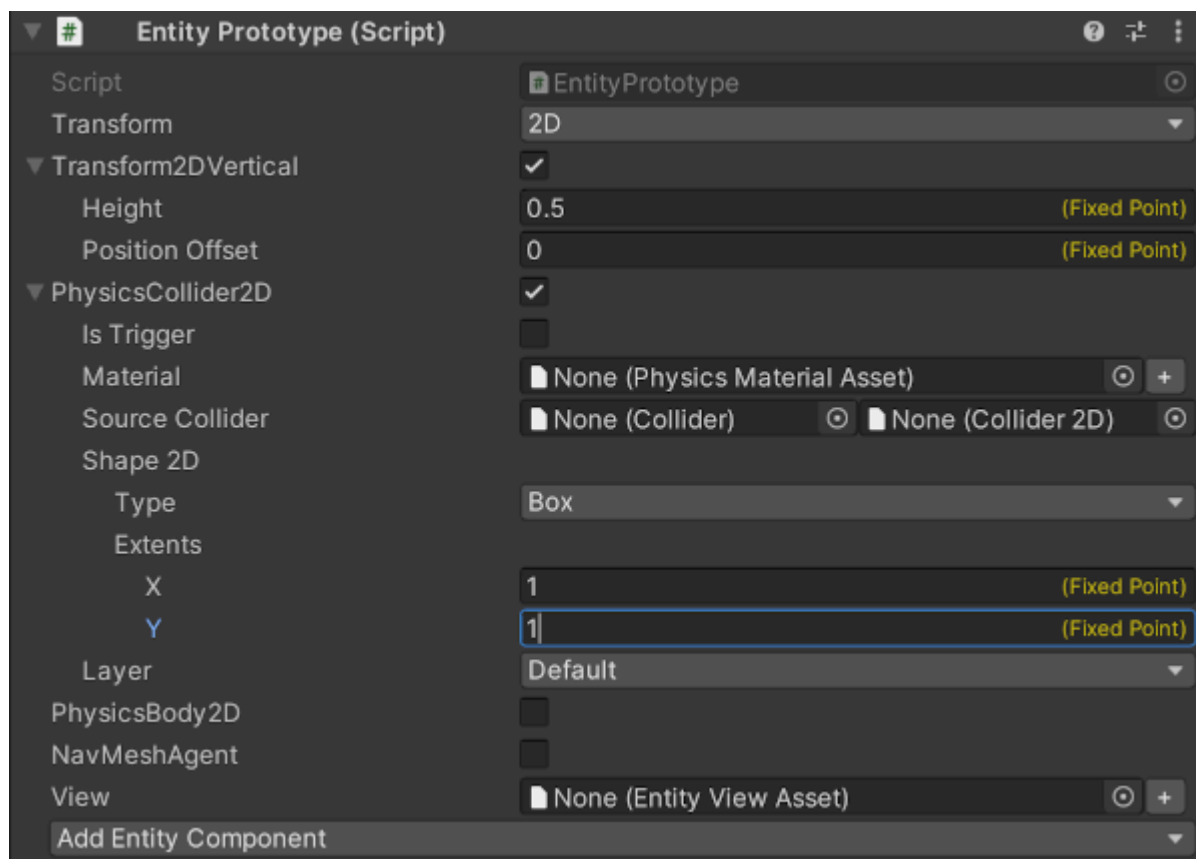 Entity Prototype (Script)
Script EntityPrototype
Transform 2D
Transform2DVertical
Height 0.5 (Fixed Point)
Position Offset 0 (Fixed Point)
PhysicsCollider2D
Is Trigger
Material None (Physics Material Asset)
Source Collider None (Collider) None (Collider 2D)
Shape 2D
Type Box
Extents
X 1 (Fixed Point)
Y 1 (Fixed Point)
Layer Default
PhysicsBody2D
NavMeshAgent
View None (Entity View Asset)
Add Entity Component